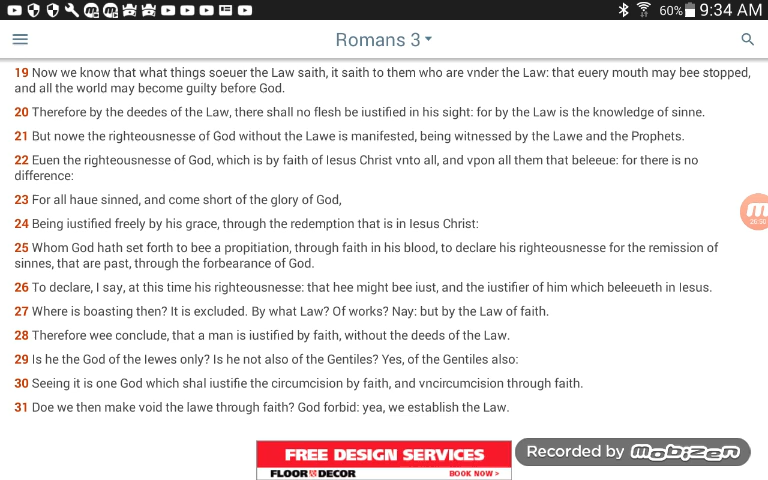 60% 9:34 AM
Romans 3
19 Now we know that what things soeuer the Law saith, it saith to them who are vnder the Law: that euery mouth may bee stopped,
and all the world may become guilty before God.
20 Therefore by the deedes of the Law, there shall no flesh be iustified in his sight: for by the Law is the knowledge of sinne.
21 But nowe the righteousnesse of God without the Lawe is manifested, being witnessed by the Lawe and the Prophets.
22 Euen the righteousnesse of God, which is by faith of Iesus Christ vnto all, and vpon all them that beleeue: for there is no
difference:
23 For all haue sinned, and come short of the glory of God,
24 Being iustified freely by his grace, through the redemption that is in Iesus Christ:
25 Whom God hath set forth to bee a propitiation, through faith in his blood, to declare his righteousnesse for the remission of
sinnes, that are past, through the forbearance of God.
26 To declare, I say, at this time his righteousnesse: that hee might bee iust, and the iustifier of him which beleeueth in Iesus.
27 Where is boasting then? It is excluded. By what Law? Of works? Nay: but by the Law of faith.
28 Therefore wee conclude, that a man is iustified by faith, without the deeds of the Law.
29 Is he the God of the Iewes only? Is he not also of the Gentiles? Yes, of the Gentiles also:
30 Seeing it is one God which shal iustifie the circumcision by faith, and vncircumcision through faith.
31 Doe we then make void the lawe through faith? God forbid: yea, we establish the Law.
FREE DESIGN SERVICES
FLOOR DECOR BOOK NOW >
Recorded by mobizen